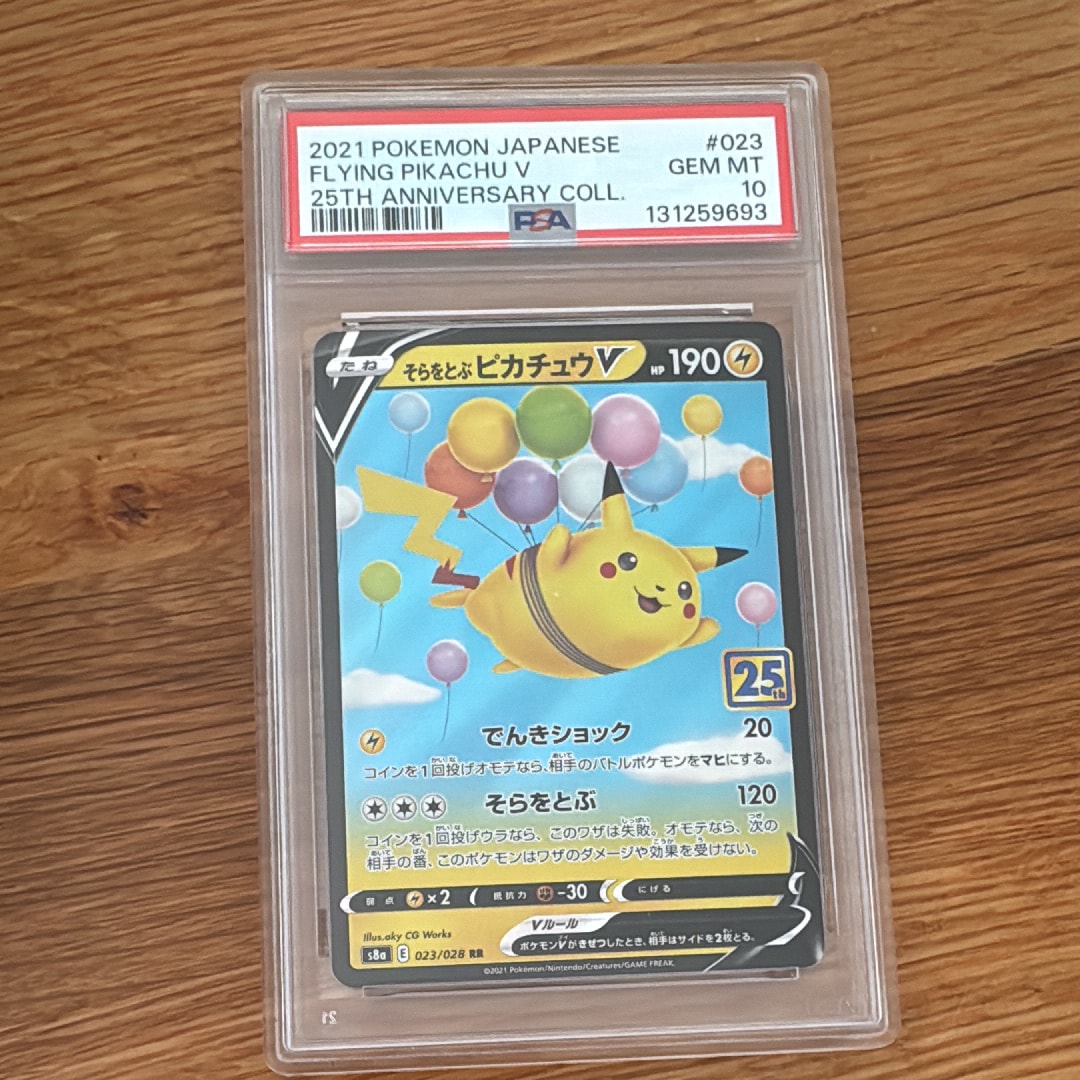 2021 POKEMON JAPANESE #023
FLYING PIKACHU V GEM MT
25TH ANNIVERSARY COLL. 10
PSA 131259693
たね そらをとぶピカチュウV HP190
25th
でんきショック 20
コインを1回投げオモテなら、相手のバトルポケモンをマヒにする。
そらをとぶ 120
コインを1回投げウラなら、このワザは失敗。オモテなら、次の
相手の番、このポケモンはワザのダメージや効果を受けない。
弱点 ×2 抵抗力 -30 にげる
Vルール
ポケモンVがきぜつしたとき、相手はサイドを2枚とる。
Illus.aky CG Works
s8a E 023/028 RR
©2021 Pokémon/Nintendo/Creatures/GAME FREAK.
21